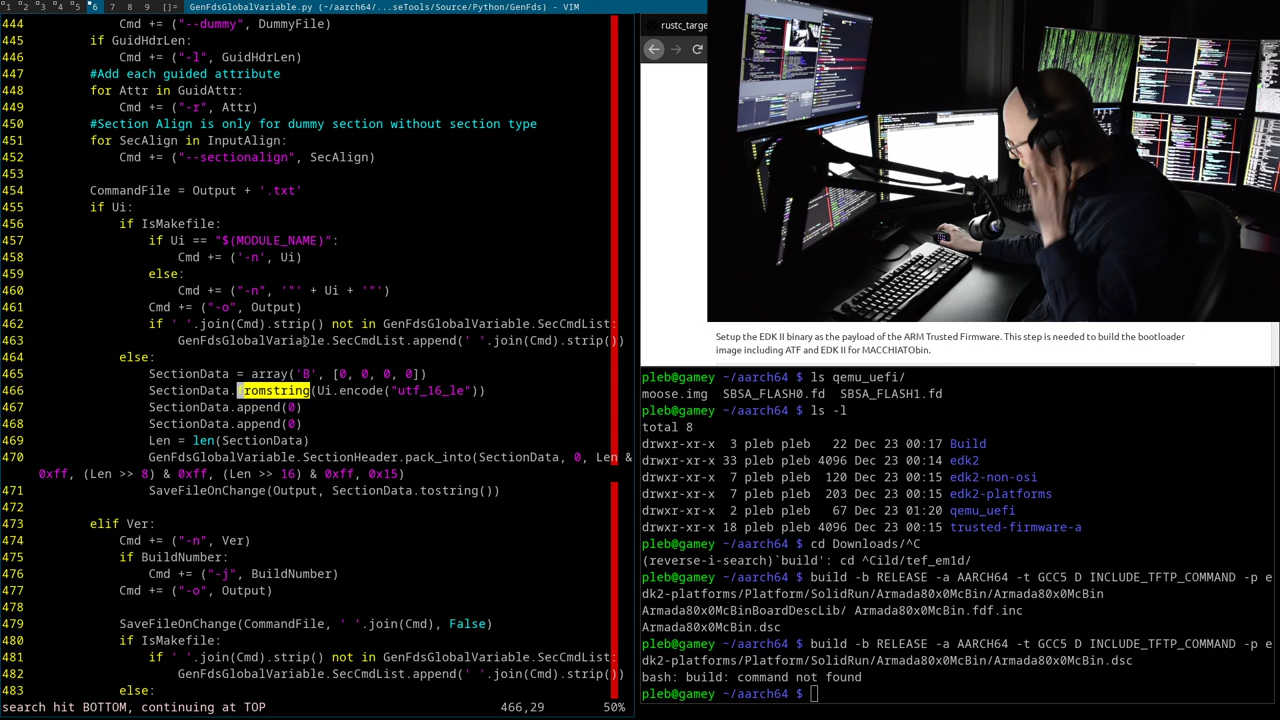 1 2 3 4 5 6 7 8 9 []= GenFdsGlobalVariable.py (~/aarch64/...seTools/Source/Python/GenFds) - VIM
444 Cmd += ("--dummy", DummyFile)
445 if GuidHdrLen:
446 Cmd += ("-l", GuidHdrLen)
447 #Add each guided attribute
448 for Attr in GuidAttr:
449 Cmd += ("-r", Attr)
450 #Section Align is only for dummy section without section type
451 for SecAlign in InputAlign:
452 Cmd += ("--sectionalign", SecAlign)
453
454 CommandFile = Output + '.txt'
455 if Ui:
456 if IsMakefile:
457 if Ui == "$(MODULE_NAME)":
458 Cmd += ('-n', Ui)
459 else:
460 Cmd += ("-n", '"' + Ui + '"')
461 Cmd += ("-o", Output)
462 if ' '.join(Cmd).strip() not in GenFdsGlobalVariable.SecCmdList:
463 GenFdsGlobalVariable.SecCmdList.append(' '.join(Cmd).strip())
464 else:
465 SectionData = array('B', [0, 0, 0, 0])
466 SectionData.fromstring(Ui.encode("utf_16_le"))
467 SectionData.append(0)
468 SectionData.append(0)
469 Len = len(SectionData)
470 GenFdsGlobalVariable.SectionHeader.pack_into(SectionData, 0, Len &
0xff, (Len >> 8) & 0xff, (Len >> 16) & 0xff, 0x15)
471 SaveFileOnChange(Output, SectionData.tostring())
472
473 elif Ver:
474 Cmd += ("-n", Ver)
475 if BuildNumber:
476 Cmd += ("-j", BuildNumber)
477 Cmd += ("-o", Output)
478
479 SaveFileOnChange(CommandFile, ' '.join(Cmd), False)
480 if IsMakefile:
481 if ' '.join(Cmd).strip() not in GenFdsGlobalVariable.SecCmdList:
482 GenFdsGlobalVariable.SecCmdList.append(' '.join(Cmd).strip())
483 else:
search hit BOTTOM, continuing at TOP 466,29 50%
rustc_targe
Setup the EDK II binary as the payload of the ARM Trusted Firmware. This step is needed to build the bootloader
image including ATF and EDK II for MACCHIATObin.
pleb@gamey ~/aarch64 $ ls qemu_uefi/
moose.img SBSA_FLASH0.fd SBSA_FLASH1.fd
pleb@gamey ~/aarch64 $ ls -l
total 8
drwxr-xr-x 3 pleb pleb 22 Dec 23 00:17 Build
drwxr-xr-x 33 pleb pleb 4096 Dec 23 00:14 edk2
drwxr-xr-x 7 pleb pleb 120 Dec 23 00:15 edk2-non-osi
drwxr-xr-x 7 pleb pleb 203 Dec 23 00:15 edk2-platforms
drwxr-xr-x 2 pleb pleb 67 Dec 23 01:20 qemu_uefi
drwxr-xr-x 18 pleb pleb 4096 Dec 23 00:15 trusted-firmware-a
pleb@gamey ~/aarch64 $ cd Downloads/^C
(reverse-i-search)`build': cd ^Cild/tef_em1d/
pleb@gamey ~/aarch64 $ build -b RELEASE -a AARCH64 -t GCC5 D INCLUDE_TFTP_COMMAND -p e
dk2-platforms/Platform/SolidRun/Armada80x0McBin/Armada80x0McBin
Armada80x0McBinBoardDescLib/ Armada80x0McBin.fdf.inc
Armada80x0McBin.dsc
pleb@gamey ~/aarch64 $ build -b RELEASE -a AARCH64 -t GCC5 D INCLUDE_TFTP_COMMAND -p e
dk2-platforms/Platform/SolidRun/Armada80x0McBin/Armada80x0McBin.dsc
bash: build: command not found
pleb@gamey ~/aarch64 $